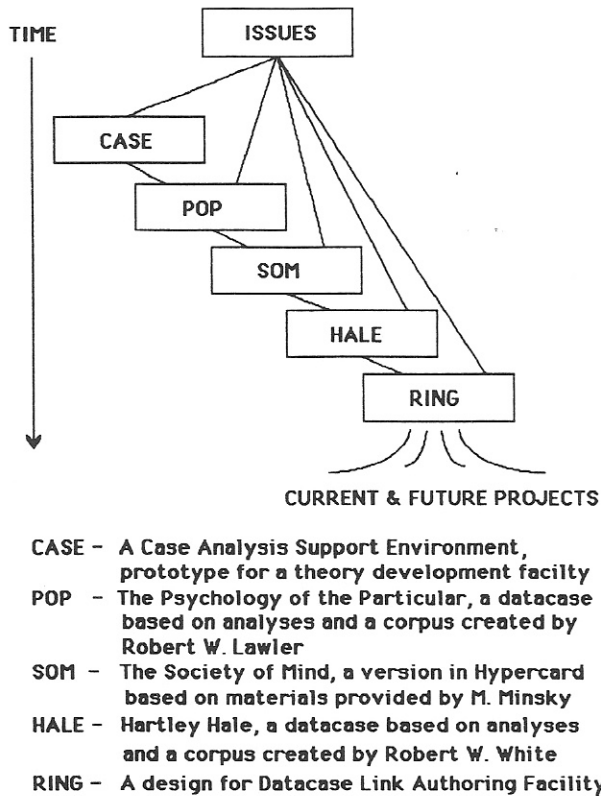 TIME
ISSUES
CASE
POP
SOM
HALE
RING
CURRENT & FUTURE PROJECTS
CASE – A Case Analysis Support Environment,
prototype for a theory development facilty
POP – The Psychology of the Particular, a datacase
based on analyses and a corpus created by
Robert W. Lawler
SOM – The Society of Mind, a version in Hypercard
based on materials provided by M. Minsky
HALE – Hartley Hale, a datacase based on analyses
and a corpus created by Robert W. White
RING – A design for Datacase Link Authoring Facility